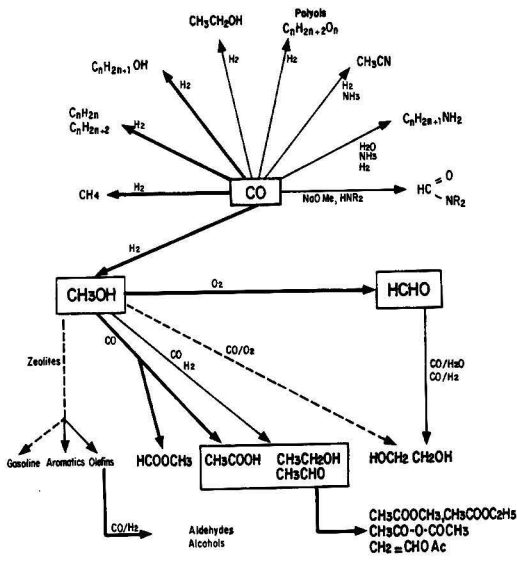 Polyols
CnH2n+2On
CH3CH2OH
H2
H2
CnH2n+1 OH
H2
CH3CN
H2
NH3
CnH2n
CnH2n+2
H2
CnH2n+1NH2
H2O
NH3
H2
CH4
H2
CO
NaO Me, HNR2
HC
O
NR2
H2
CH3OH
O2
HCHO
CO
CO
H2
CO/O2
CO/H2O
CO/H2
Zeolites
Gasoline Aromatics Olefins
HCOOCH3
CH3COOH
CH3CH2OH
CH3CHO
HOCH2 CH2OH
CO/H2
Aldehydes
Alcohols
CH3COOCH3,CH3COOC2H5
CH3CO-O-COCH3
CH2=CHO Ac